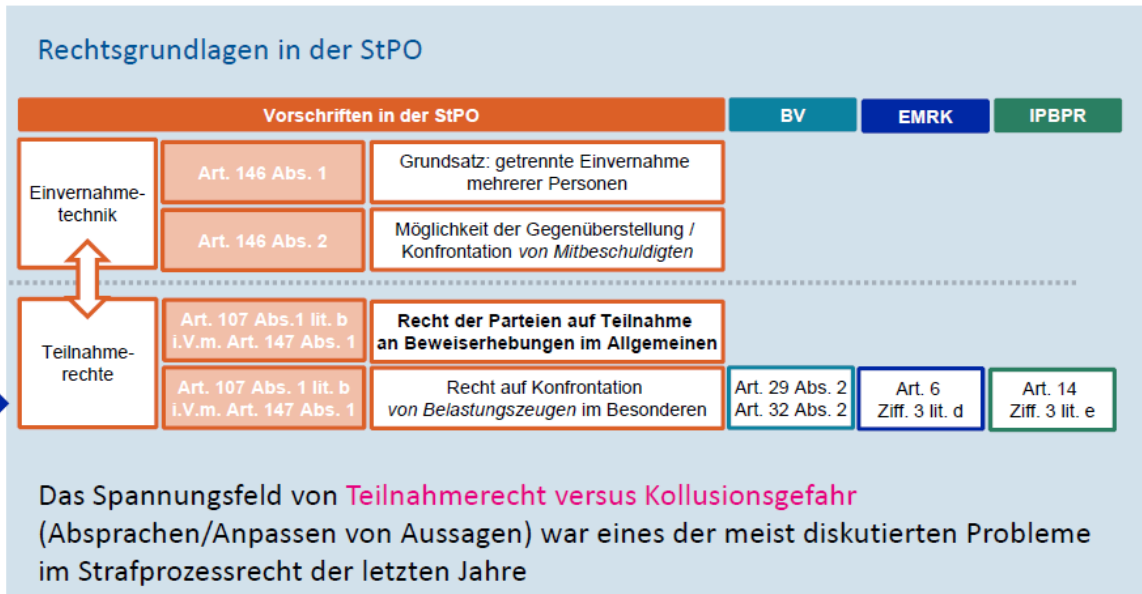 Rechtsgrundlagen in der StPO
Vorschriften in der StPO
BV
EMRK
IPBPR
Einvernahme-
technik
Art. 146 Abs. 1
Grundsatz: getrennte Einvernahme
mehrerer Personen
Art. 146 Abs. 2
Möglichkeit der Gegenüberstellung /
Konfrontation von Mitbeschuldigten
Teilnahme-
rechte
Art. 107 Abs.1 lit. b
i.V.m. Art. 147 Abs. 1
Recht der Parteien auf Teilnahme
an Beweiserhebungen im Allgemeinen
Art. 107 Abs. 1 lit. b
i.V.m. Art. 147 Abs. 1
Recht auf Konfrontation
von Belastungszeugen im Besonderen
Art. 29 Abs. 2
Art. 32 Abs. 2
Art. 6
Ziff. 3 lit. d
Art. 14
Ziff. 3 lit. e
Das Spannungsfeld von Teilnahmerecht versus Kollusionsgefahr
(Absprachen/Anpassen von Aussagen) war eines der meist diskutierten Probleme
im Strafprozessrecht der letzten Jahre